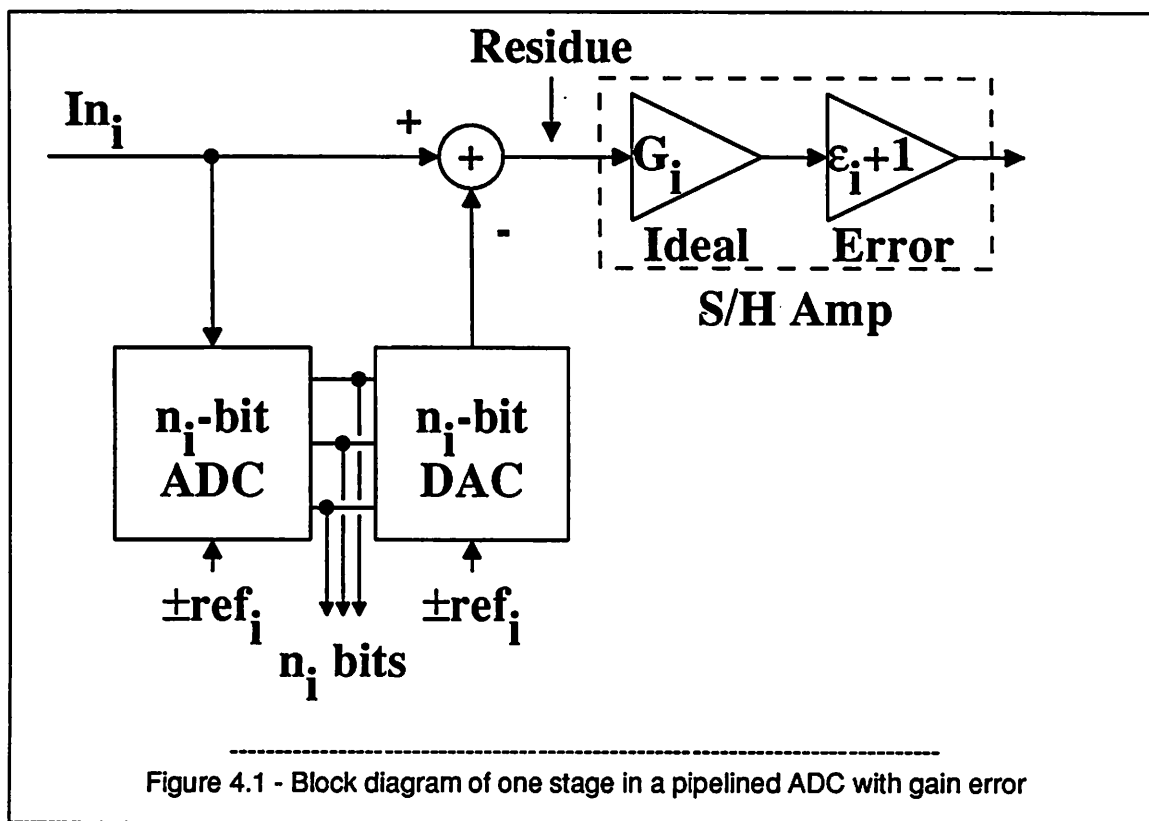 Residue
In_i
+
+
-
G_i
ε_i+1
Ideal
Error
S/H Amp
n_i-bit
ADC
n_i-bit
DAC
±ref_i
±ref_i
n_i bits
Figure 4.1 - Block diagram of one stage in a pipelined ADC with gain error